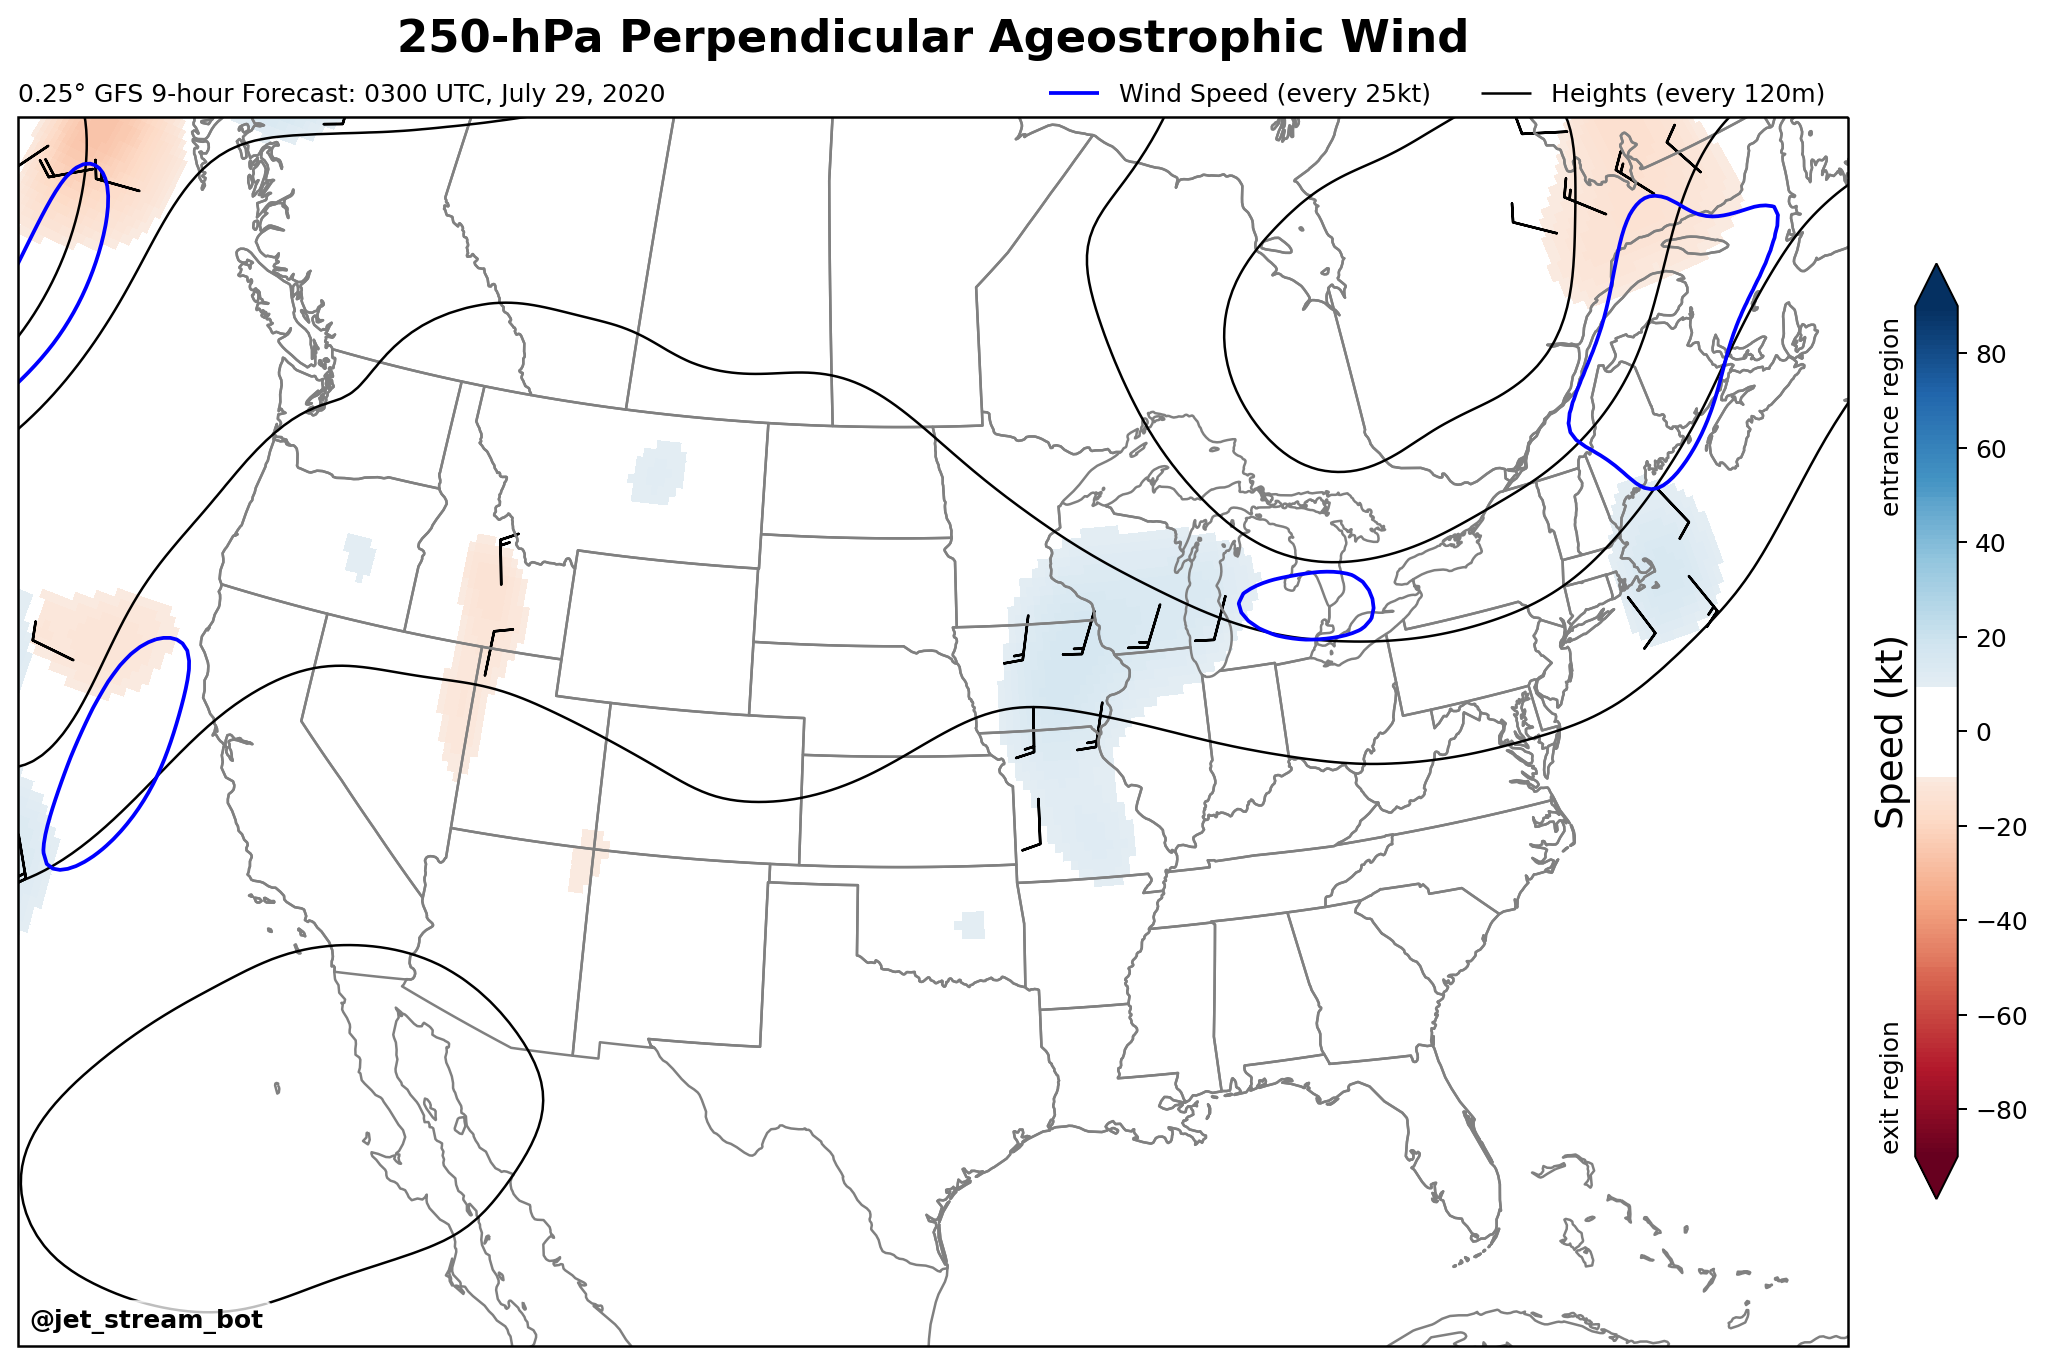 250-hPa Perpendicular Ageostrophic Wind
0.25° GFS 9-hour Forecast: 0300 UTC, July 29, 2020
Wind Speed (every 25kt)
Heights (every 120m)
entrance region
Speed (kt)
exit region
80
60
40
20
0
−20
−40
−60
−80
@jet_stream_bot